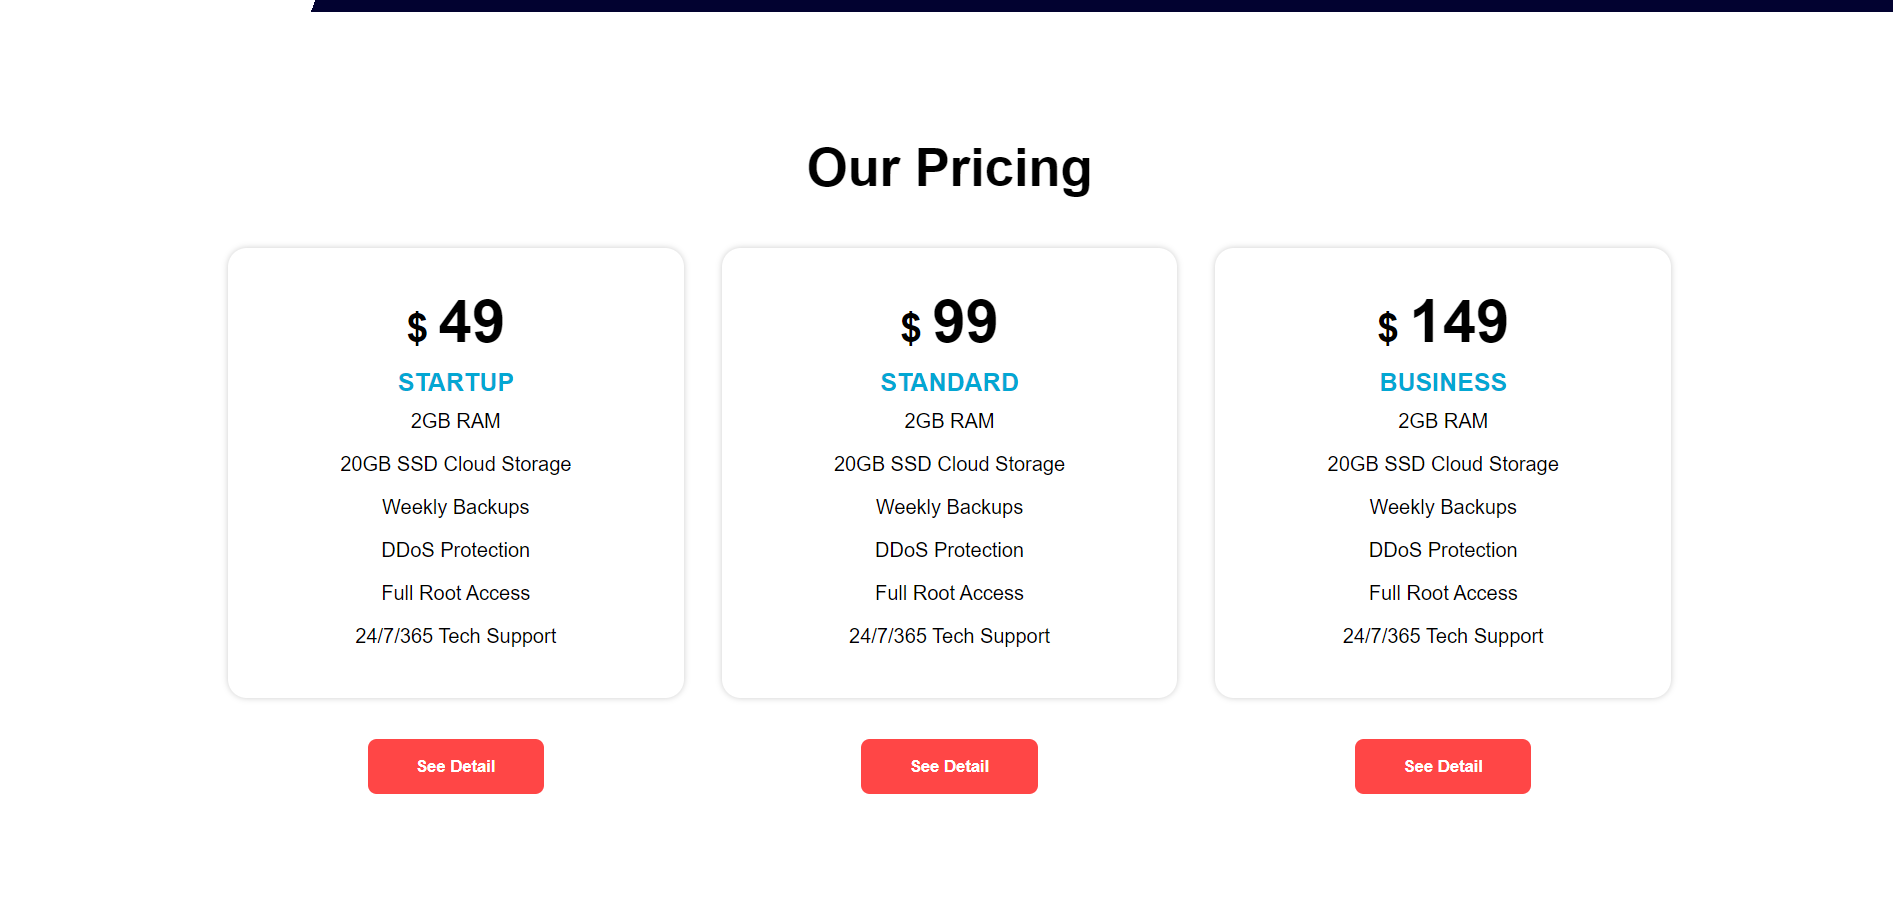 Our Pricing
$ 49
STARTUP
2GB RAM
20GB SSD Cloud Storage
Weekly Backups
DDoS Protection
Full Root Access
24/7/365 Tech Support
See Detail
$ 99
STANDARD
2GB RAM
20GB SSD Cloud Storage
Weekly Backups
DDoS Protection
Full Root Access
24/7/365 Tech Support
See Detail
$ 149
BUSINESS
2GB RAM
20GB SSD Cloud Storage
Weekly Backups
DDoS Protection
Full Root Access
24/7/365 Tech Support
See Detail